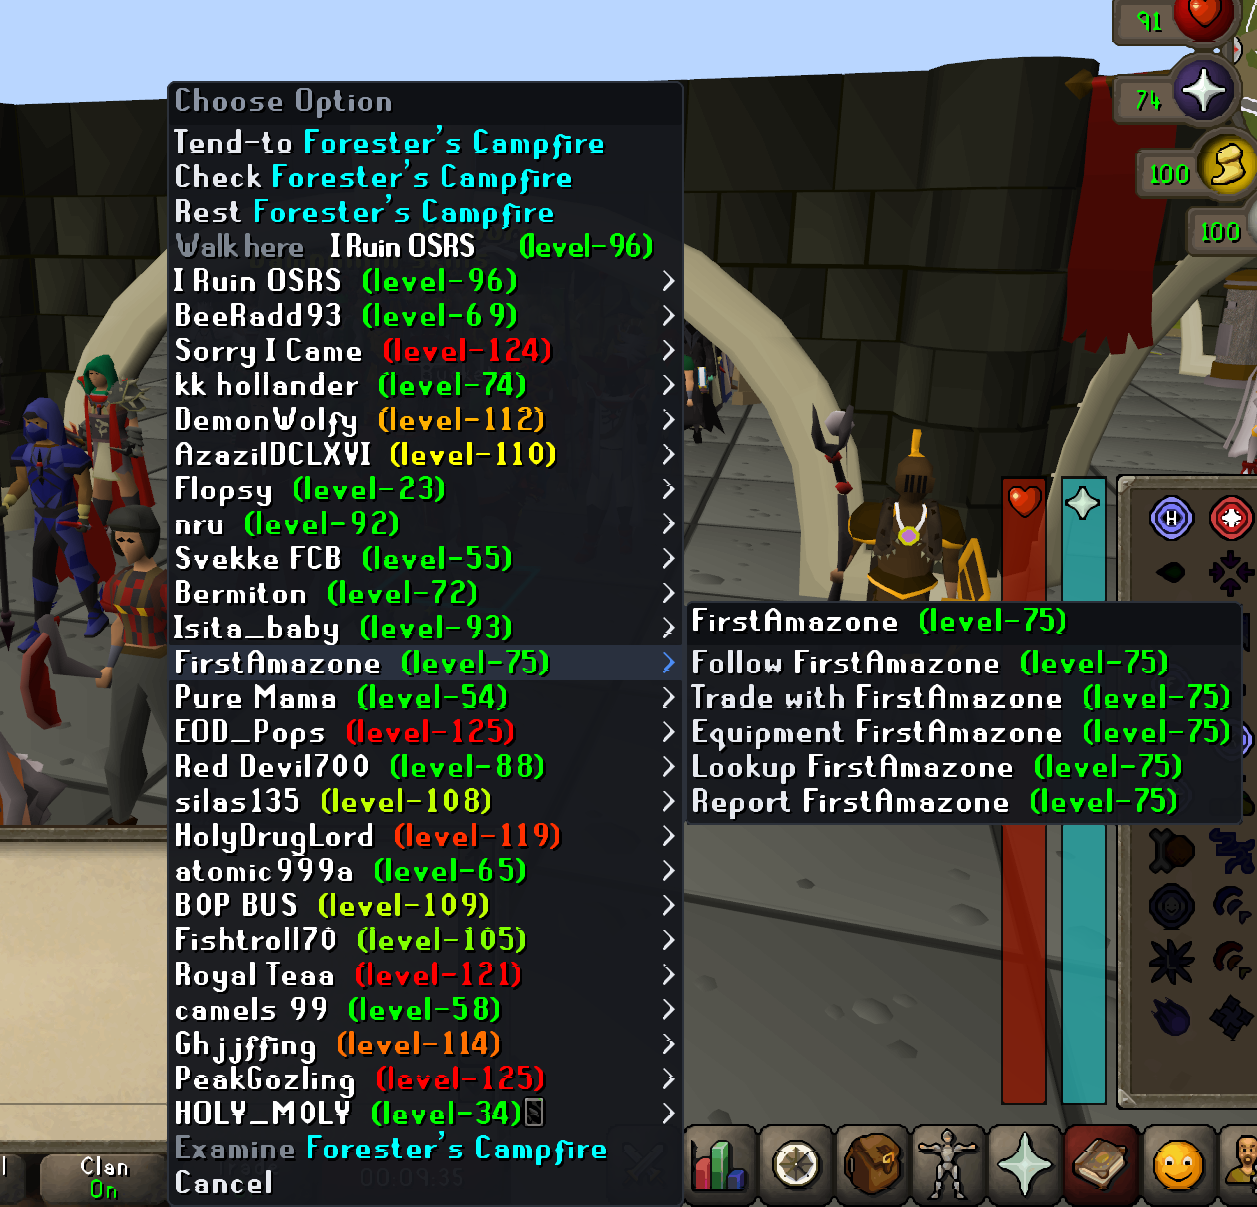 91
74
100
100
Choose Option
Tend-to Forester's Campfire
Check Forester's Campfire
Rest Forester's Campfire
Walk here I Ruin OSRS (level-96)
I Ruin OSRS (level-96)
BeeRadd93 (level-69)
Sorry I Came (level-124)
kk hollander (level-74)
DemonWolfy (level-112)
AzazilDCLXVI (level-110)
Flopsy (level-23)
nru (level-92)
Svekke FCB (level-55)
Bermiton (level-72)
Isita_baby (level-93)
FirstAmazone (level-75)
Pure Mama (level-54)
EOD_Pops (level-125)
Red Devil700 (level-88)
silas135 (level-108)
HolyDrugLord (level-119)
atomic999a (level-65)
BOP BUS (level-109)
Fishtroll70 (level-105)
Royal Teaa (level-121)
camels 99 (level-58)
Ghjjffing (level-114)
PeakGozling (level-125)
HOLY_MOLY (level-34)
Examine Forester's Campfire
Cancel
FirstAmazone (level-75)
Follow FirstAmazone (level-75)
Trade with FirstAmazone (level-75)
Equipment FirstAmazone (level-75)
Lookup FirstAmazone (level-75)
Report FirstAmazone (level-75)
H
Clan
On
Trade
00:09:35